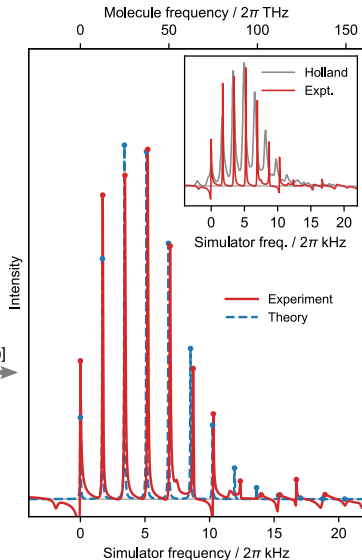 Molecule frequency / 2π THz
0 50 100 150
Holland
Expt.
0 5 10 15 20
Simulator freq. / 2π kHz
Intensity
Experiment
Theory
]
0 5 10 15 20
Simulator frequency / 2π kHz